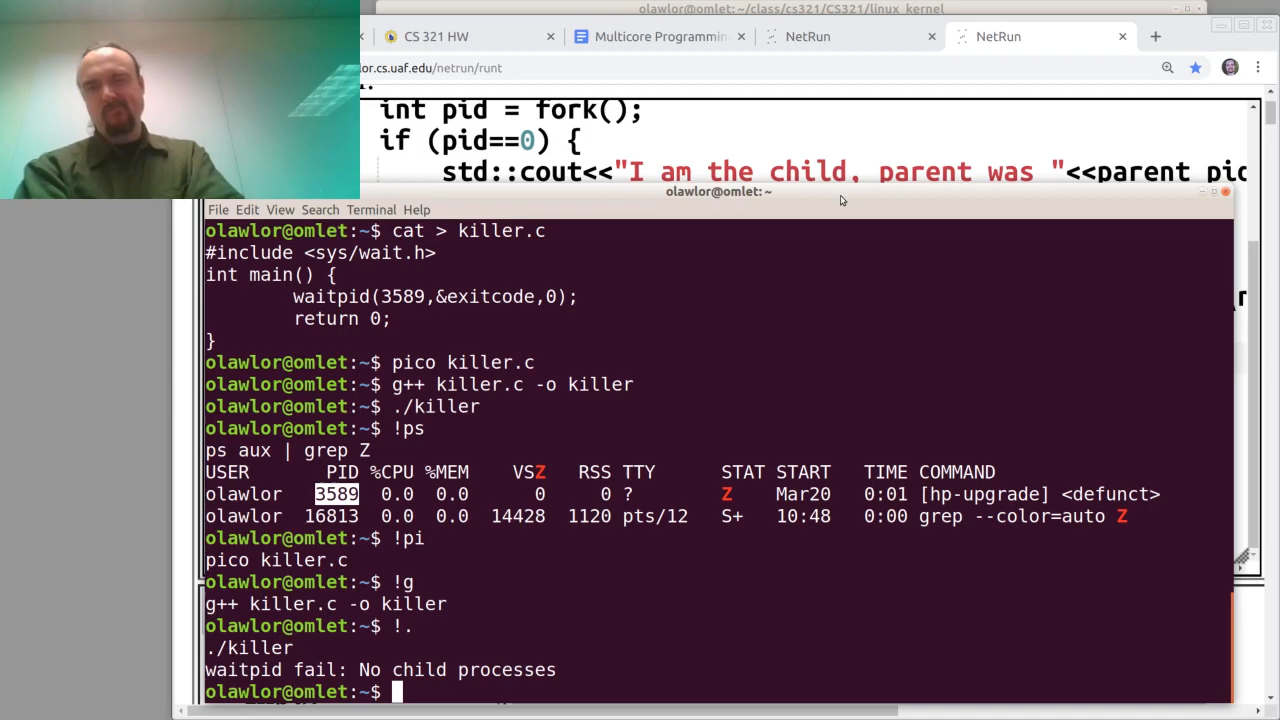 olawlor@omlet: ~/class/cs321/CS321/linux_kernel
CS 321 HW
Multicore Programmin
NetRun
NetRun
lor.cs.uaf.edu/netrun/runt
int pid = fork();
if (pid==0) {
std::cout<<"I am the child, parent was "<<parent pid
olawlor@omlet: ~
File Edit View Search Terminal Help
olawlor@omlet:~$ cat > killer.c
#include <sys/wait.h>
int main() {
waitpid(3589,&exitcode,0);
return 0;
}
olawlor@omlet:~$ pico killer.c
olawlor@omlet:~$ g++ killer.c -o killer
olawlor@omlet:~$ ./killer
olawlor@omlet:~$ !ps
ps aux | grep Z
USER PID %CPU %MEM VSZ RSS TTY STAT START TIME COMMAND
olawlor 3589 0.0 0.0 0 0 ? Z Mar20 0:01 [hp-upgrade] <defunct>
olawlor 16813 0.0 0.0 14428 1120 pts/12 S+ 10:48 0:00 grep --color=auto Z
olawlor@omlet:~$ !pi
pico killer.c
olawlor@omlet:~$ !g
g++ killer.c -o killer
olawlor@omlet:~$ !.
./killer
waitpid fail: No child processes
olawlor@omlet:~$